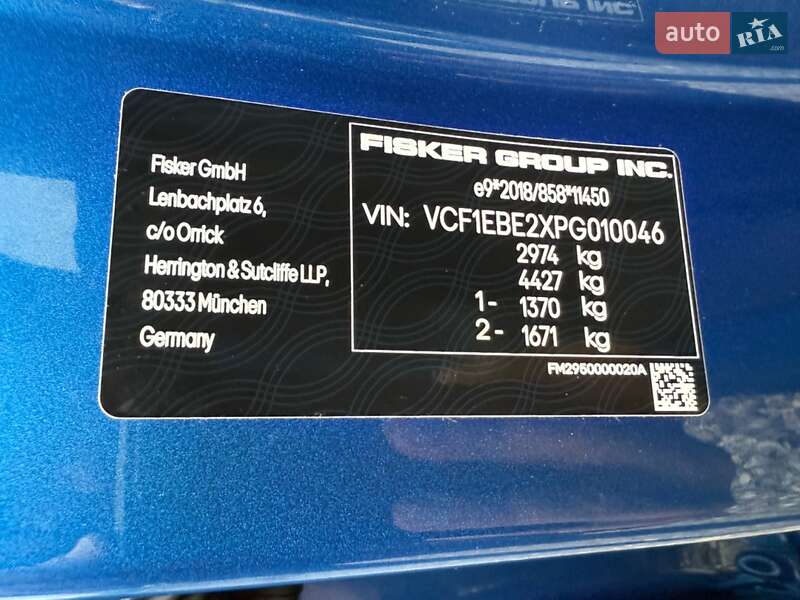 auto RIA.com
Fisker GmbH
Lenbachplatz 6,
c/o Orrick
Herrington & Sutcliffe LLP,
80333 München
Germany
FISKER GROUP INC.
e9*2018/858*11450
VIN: VCF1EBE2XPG010046
2974 kg
4427 kg
1- 1370 kg
2- 1671 kg
FM2950000020A